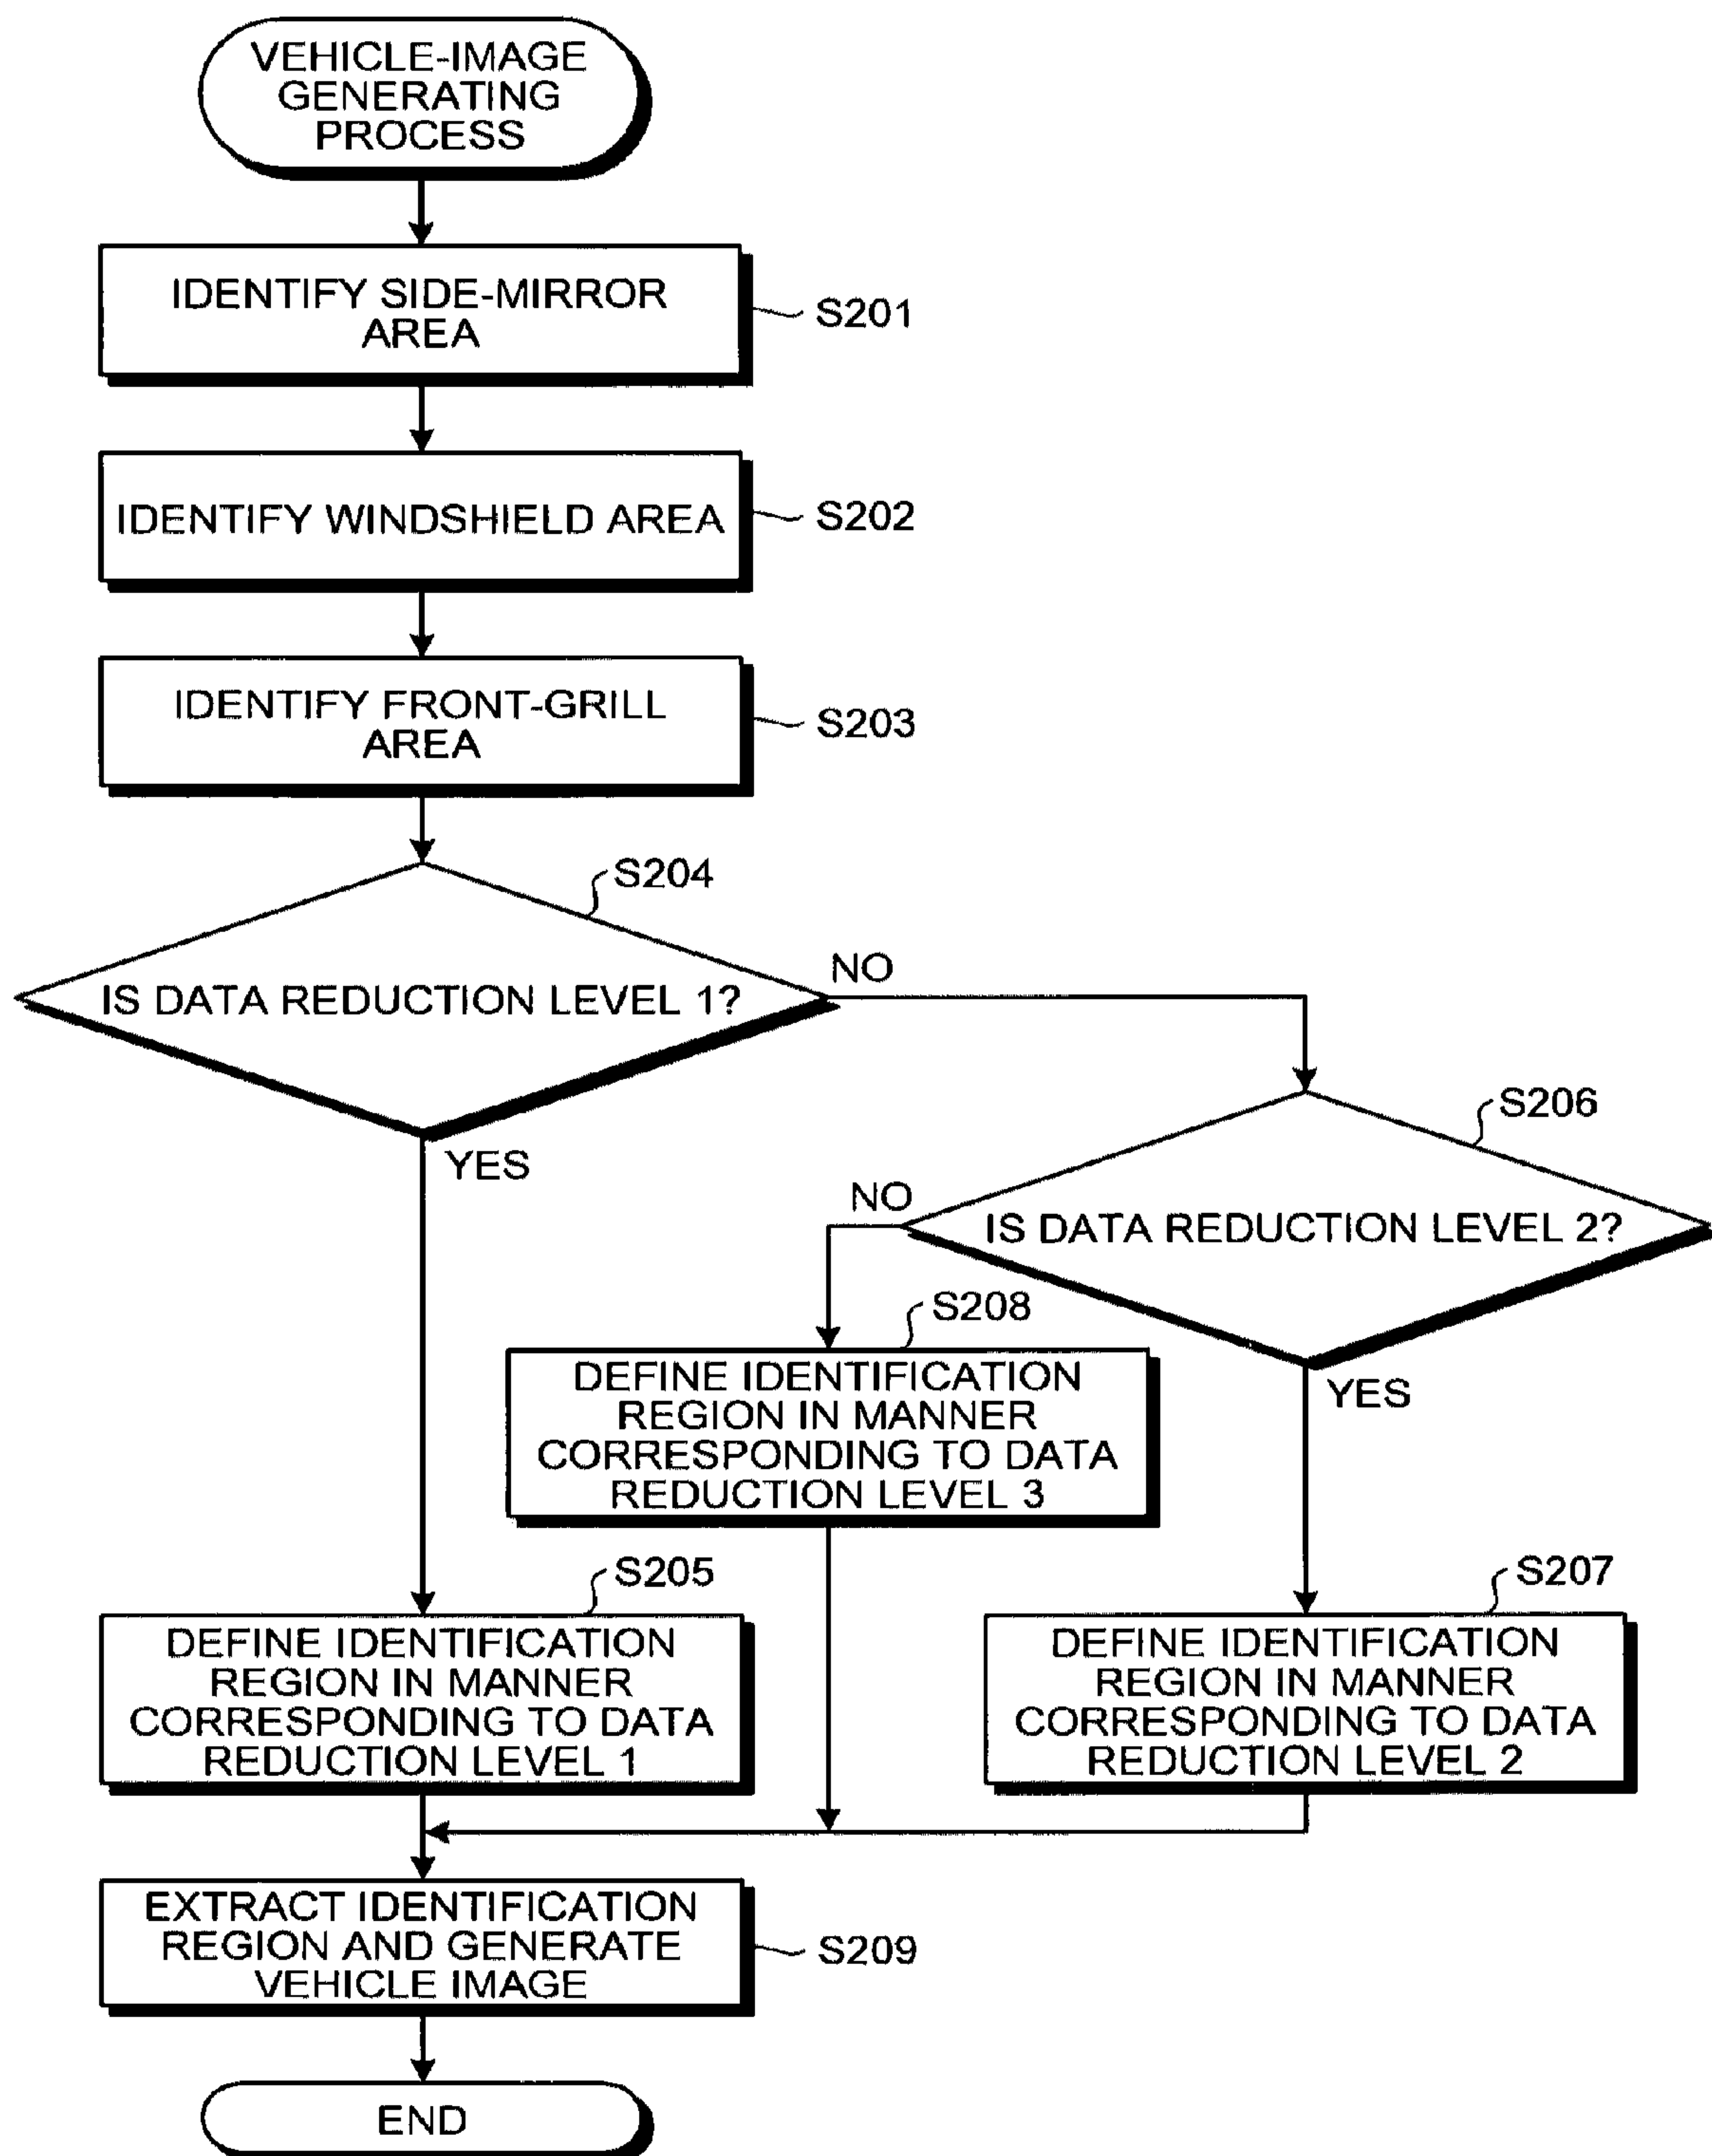 VEHICLE-IMAGE
GENERATING
PROCESS
IDENTIFY SIDE-MIRROR
AREA
S201
IDENTIFY WINDSHIELD AREA
S202
IDENTIFY FRONT-GRILL
AREA
S203
S204
IS DATA REDUCTION LEVEL 1?
NO
YES
S206
IS DATA REDUCTION LEVEL 2?
NO
YES
S208
DEFINE IDENTIFICATION
REGION IN MANNER
CORRESPONDING TO DATA
REDUCTION LEVEL 3
S205
DEFINE IDENTIFICATION
REGION IN MANNER
CORRESPONDING TO DATA
REDUCTION LEVEL 1
S207
DEFINE IDENTIFICATION
REGION IN MANNER
CORRESPONDING TO DATA
REDUCTION LEVEL 2
EXTRACT IDENTIFICATION
REGION AND GENERATE
VEHICLE IMAGE
S209
END